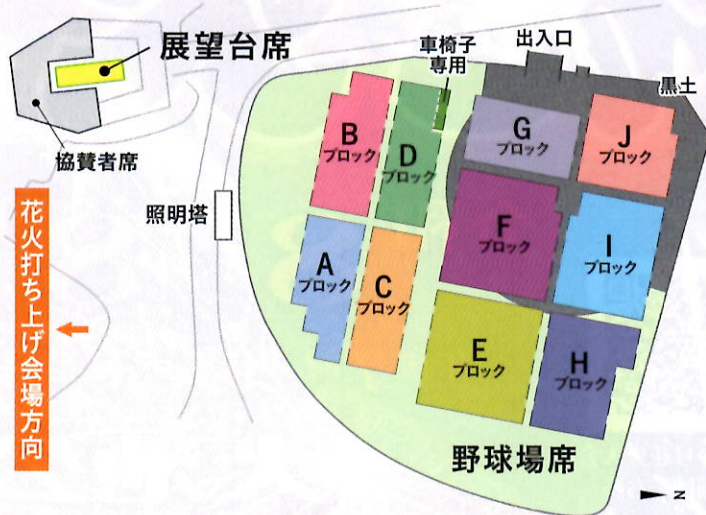 展望台席
協賛者席
照明塔
花火打ち上げ会場方向
車椅子
専用
出入口
黒土
B
ブロック
D
ブロック
G
ブロック
J
ブロック
A
ブロック
C
ブロック
F
ブロック
I
ブロック
E
ブロック
H
ブロック
野球場席
N